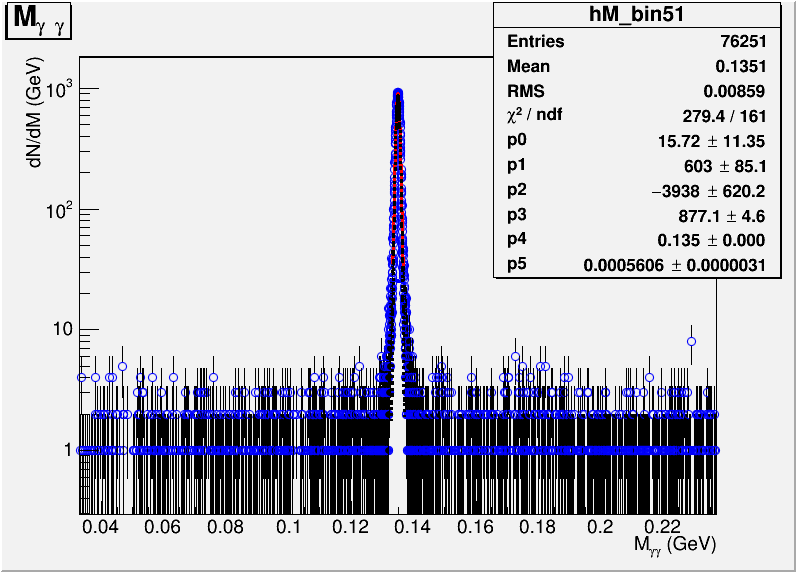 M γ γ
hM_bin51
Entries 76251
Mean 0.1351
RMS 0.00859
χ² / ndf 279.4 / 161
p0 15.72 ± 11.35
p1 603 ± 85.1
p2 −3938 ± 620.2
p3 877.1 ± 4.6
p4 0.135 ± 0.000
p5 0.0005606 ± 0.0000031
dN/dM (GeV)
10³
10²
10
1
0.04 0.06 0.08 0.1 0.12 0.14 0.16 0.18 0.2 0.22
Mγγ (GeV)